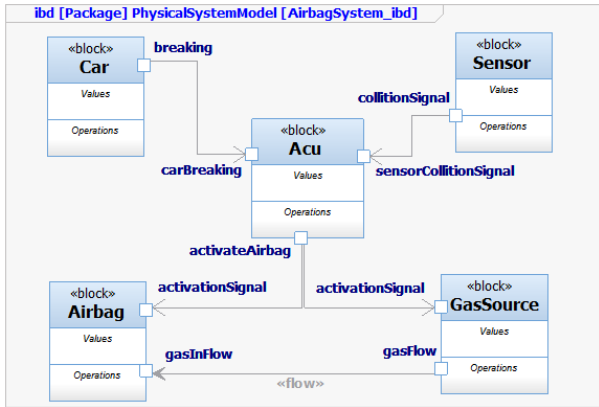 ibd [Package] PhysicalSystemModel [AirbagSystem_ibd]
«block»
Car
Values
Operations
breaking
«block»
Sensor
Values
Operations
collitionSignal
«block»
Acu
Values
Operations
carBreaking
sensorCollitionSignal
activateAirbag
«block»
Airbag
Values
Operations
activationSignal
activationSignal
«block»
GasSource
Values
Operations
gasInFlow
gasFlow
«flow»